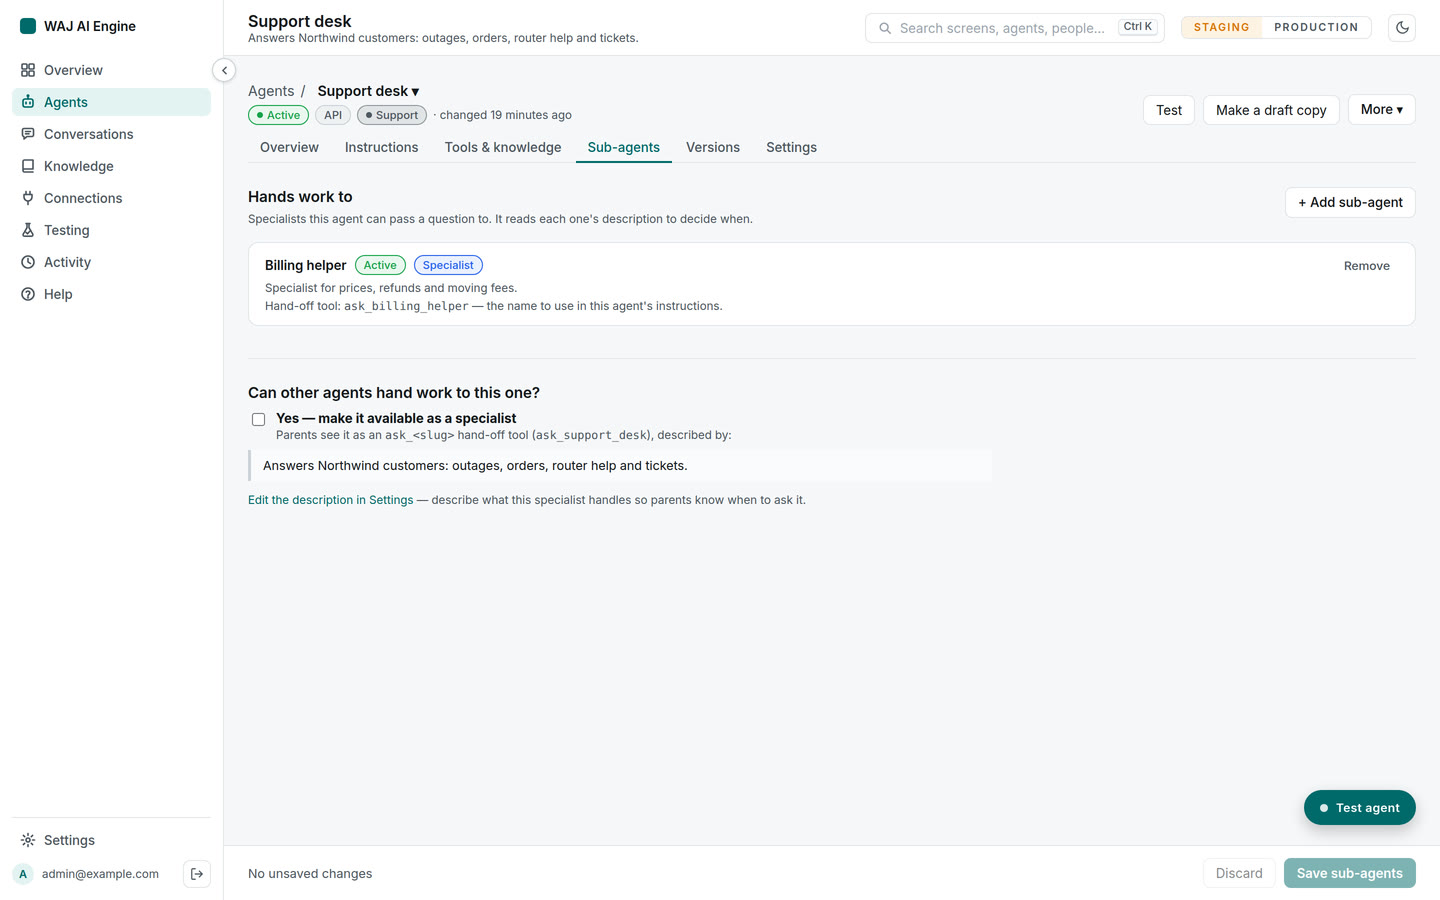 WAJ AI Engine
Overview
Agents
Conversations
Knowledge
Connections
Testing
Activity
Help
Settings
A admin@example.com
Support desk
Answers Northwind customers: outages, orders, router help and tickets.
Search screens, agents, people... Ctrl K
STAGING PRODUCTION
Agents / Support desk ▾
Active API Support · changed 19 minutes ago
Test Make a draft copy More ▾
Overview Instructions Tools & knowledge Sub-agents Versions Settings
Hands work to
Specialists this agent can pass a question to. It reads each one's description to decide when.
+ Add sub-agent
Billing helper Active Specialist
Remove
Specialist for prices, refunds and moving fees.
Hand-off tool: ask_billing_helper — the name to use in this agent's instructions.
Can other agents hand work to this one?
Yes — make it available as a specialist
Parents see it as an ask_<slug> hand-off tool (ask_support_desk), described by:
Answers Northwind customers: outages, orders, router help and tickets.
Edit the description in Settings — describe what this specialist handles so parents know when to ask it.
Test agent
No unsaved changes
Discard Save sub-agents